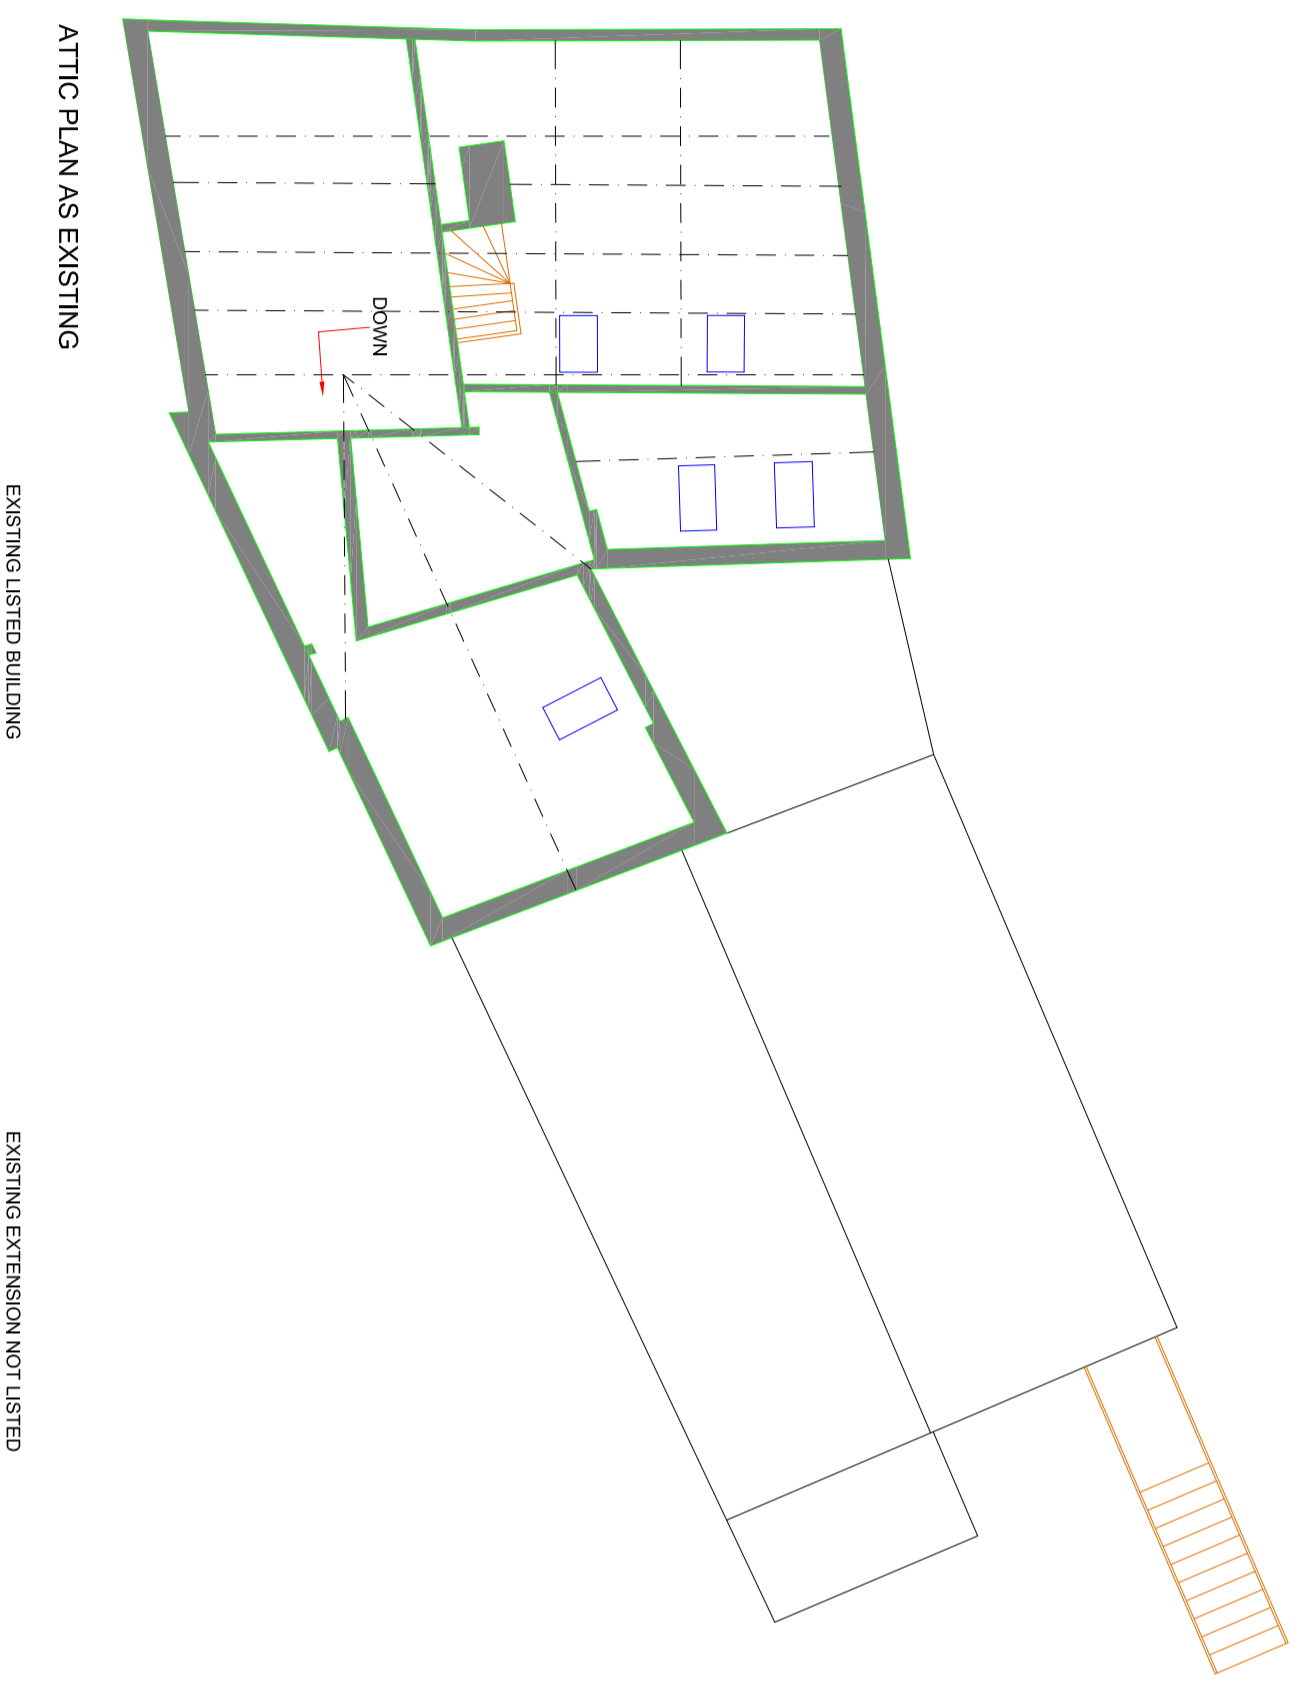 ATTIC PLAN AS EXISTING
DOWN
EXISTING LISTED BUILDING
EXISTING EXTENSION NOT LISTED